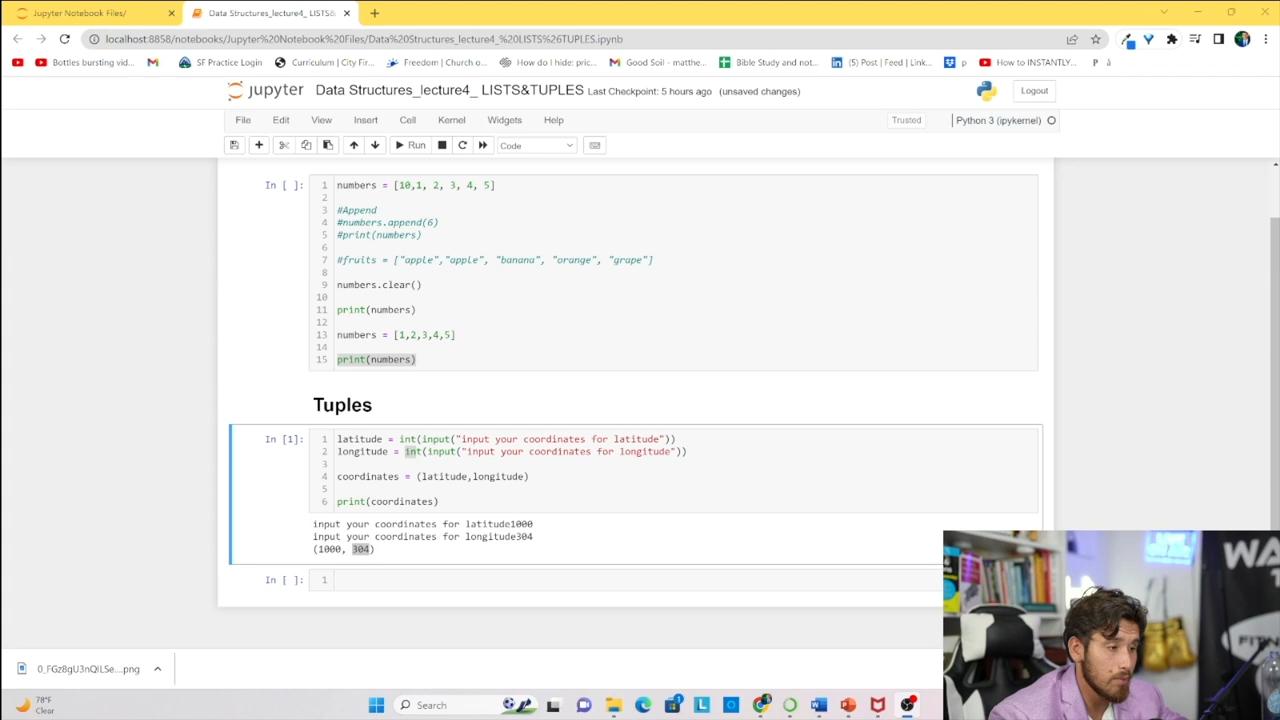 Jupyter Notebook Files/
Data Structures_lecture4_ LISTS&
localhost:8858/notebooks/Jupyter%20Notebook%20Files/Data%20Structures_lecture4_%20LISTS%26TUPLES.ipynb
Bottles bursting vid... SF Practice Login Curriculum (City Fir... Freedom | Church o... How do I hide: pric... Good Soil - matthe... Bible Study and not... (5) Post | Feed | Link... p How to INSTANTLY...
jupyter Data Structures_lecture4_ LISTS&TUPLES Last Checkpoint: 5 hours ago (unsaved changes) Logout
File Edit View Insert Cell Kernel Widgets Help Trusted Python 3 (ipykernel)
Run Code
In [ ]: 1 numbers = [10,1, 2, 3, 4, 5]
2
3 #Append
4 #numbers.append(6)
5 #print(numbers)
6
7 #fruits = ["apple","apple", "banana", "orange", "grape"]
8
9 numbers.clear()
10
11 print(numbers)
12
13 numbers = [1,2,3,4,5]
14
15 print(numbers)
Tuples
In [1]: 1 latitude = int(input("input your coordinates for latitude"))
2 longitude = int(input("input your coordinates for longitude"))
3
4 coordinates = (latitude,longitude)
5
6 print(coordinates)
input your coordinates for latitude1000
input your coordinates for longitude304
(1000, 304)
In [ ]: 1
0_FGz8gU3nQILSe....png
78°F
Clear
Search